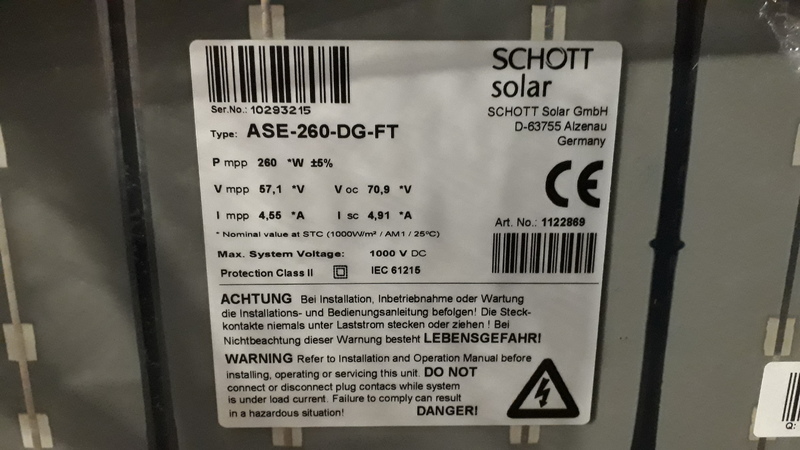 SCHOTT
solar
Ser.No.: 10293215
SCHOTT Solar GmbH
D-63755 Alzenau
Germany
Type: ASE-260-DG-FT
P mpp 260 *W ±5%
V mpp 57,1 *V V oc 70,9 *V
I mpp 4,55 *A I sc 4,91 *A
* Nominal value at STC (1000W/m² / AM1 / 25°C)
CE
Art. No.: 1122869
Max. System Voltage: 1000 V DC
Protection Class II IEC 61215
ACHTUNG Bei Installation, Inbetriebnahme oder Wartung
die Installations- und Bedienungsanleitung befolgen! Die Steck-
kontakte niemals unter Laststrom stecken oder ziehen ! Bei
Nichtbeachtung dieser Warnung besteht LEBENSGEFAHR!
WARNING Refer to Installation and Operation Manual before
installing, operating or servicing this unit. DO NOT
connect or disconnect plug contacs while system
is under load current. Failure to comply can result
in a hazardous situation! DANGER!
Q: